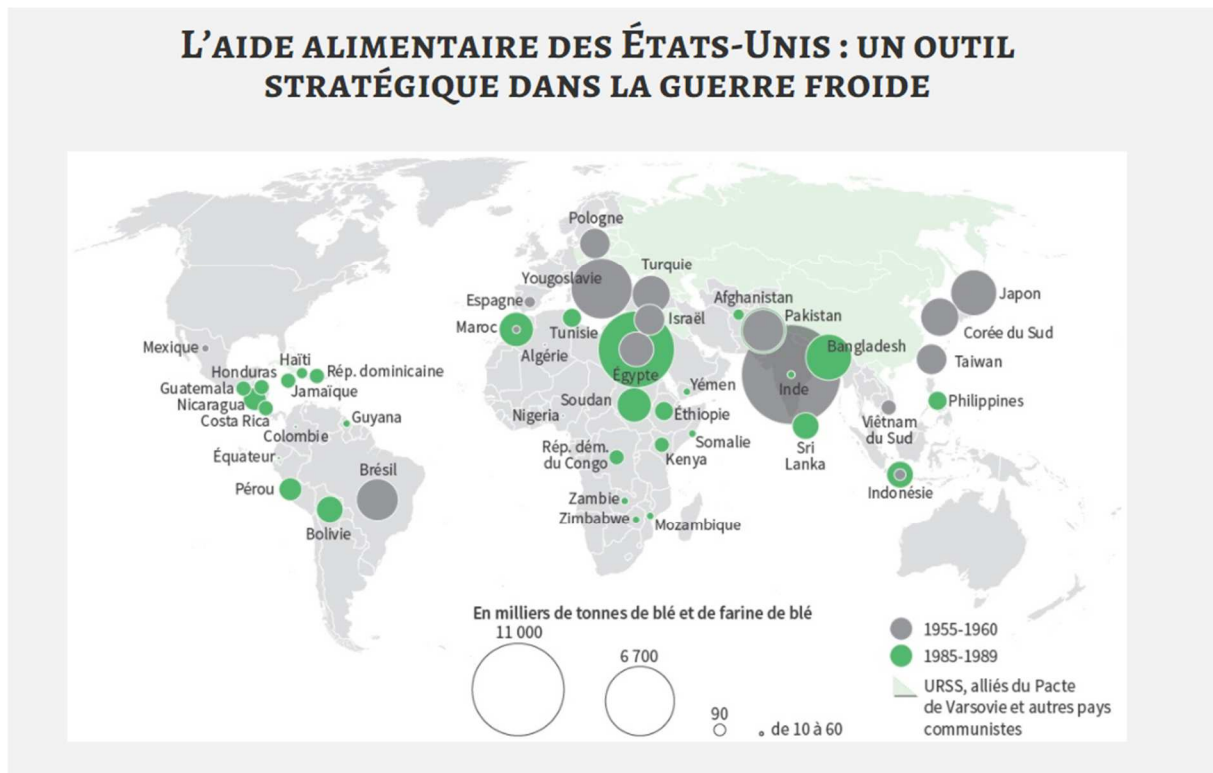 L'AIDE ALIMENTAIRE DES ÉTATS-UNIS : UN OUTIL
STRATÉGIQUE DANS LA GUERRE FROIDE
Pologne
Yougoslavie
Turquie
Espagne
Afghanistan
Japon
Maroc
Tunisie
Israël
Pakistan
Corée du Sud
Mexique
Algérie
Bangladesh
Taiwan
Haïti
Honduras
Rép. dominicaine
Guatemala
Jamaïque
Égypte
Yémen
Inde
Nicaragua
Costa Rica
Guyana
Soudan
Éthiopie
Philippines
Nigeria
Colombie
Viêtnam
du Sud
Somalie
Équateur
Rép. dém.
du Congo
Kenya
Sri
Lanka
Brésil
Pérou
Indonésie
Zambie
Zimbabwe
Mozambique
Bolivie
En milliers de tonnes de blé et de farine de blé
11 000
6 700
90
de 10 à 60
1955-1960
1985-1989
URSS, alliés du Pacte
de Varsovie et autres pays
communistes